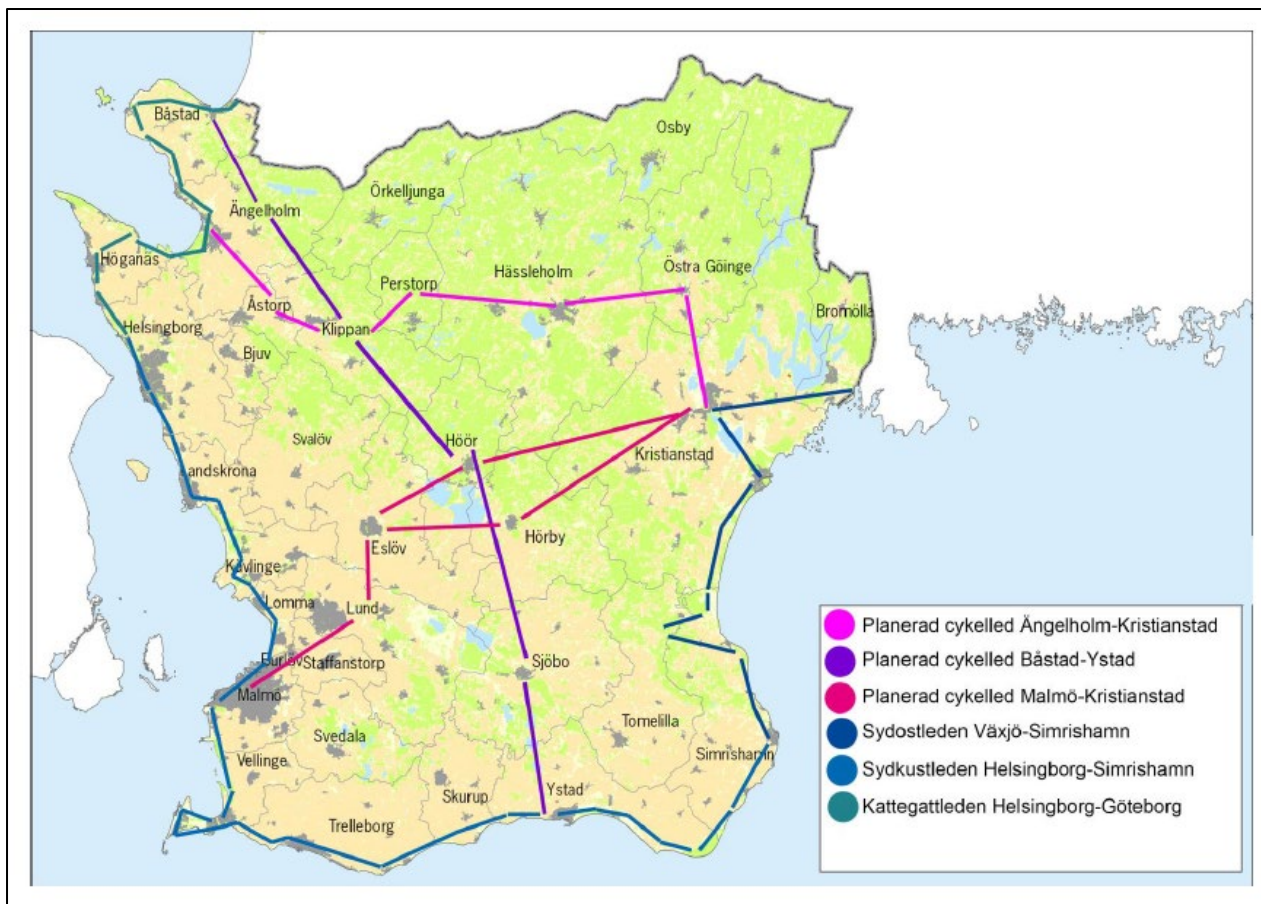 Båstad
Osby
Örkelljunga
Ängelholm
Höganäs
Hässleholm
Östra Göinge
Perstorp
Åstorp
Bromölla
Helsingborg
Klippan
Bjuv
Svalöv
Höör
Kristianstad
Landskrona
Hörby
Eslöv
Kävlinge
Lomma
Lund
Burlöv
Staffanstorp
Sjöbo
Malmö
Tomelilla
Svedala
Simrishamn
Vellinge
Skurup
Ystad
Trelleborg
Planerad cykelled Ängelholm-Kristianstad
Planerad cykelled Båstad-Ystad
Planerad cykelled Malmö-Kristianstad
Sydostleden Växjö-Simrishamn
Sydkustleden Helsingborg-Simrishamn
Kattegattleden Helsingborg-Göteborg